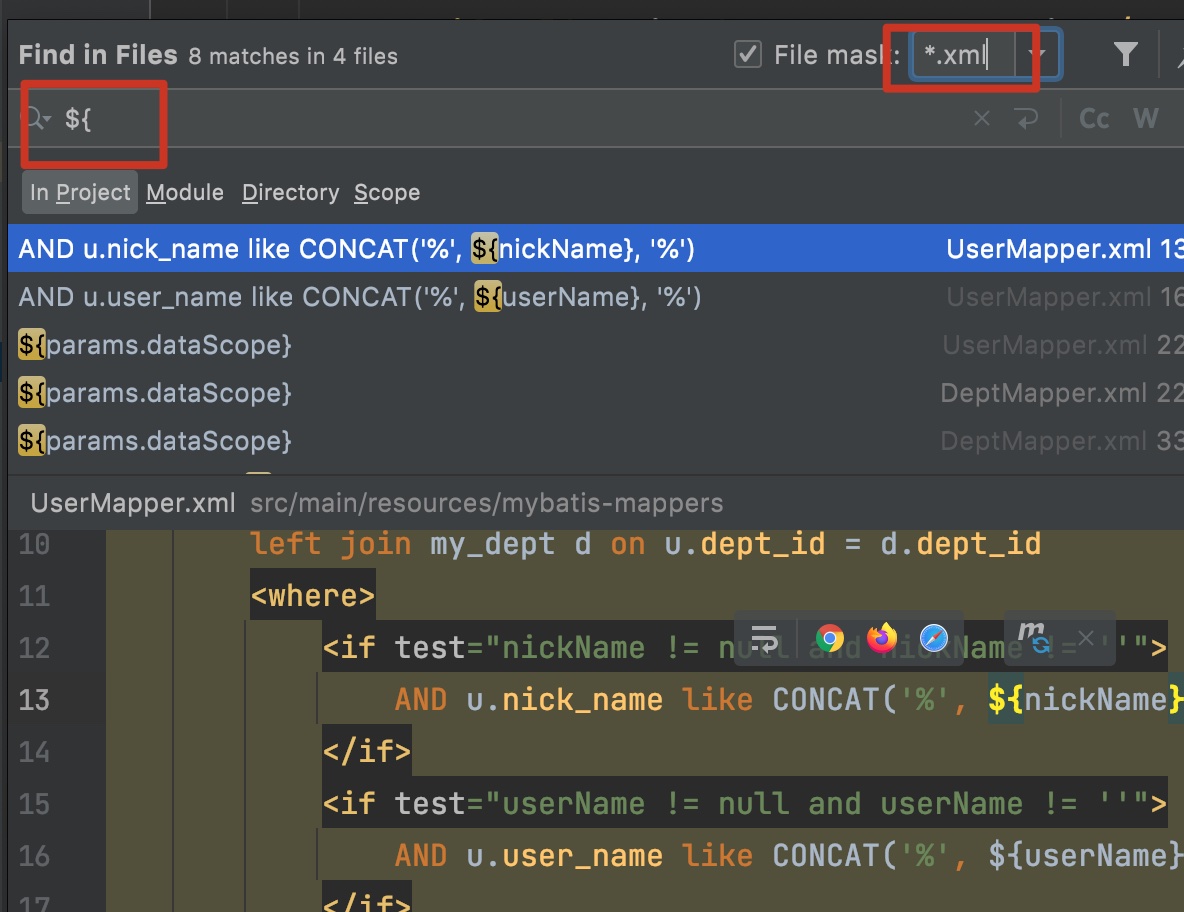 Find in Files 8 matches in 4 files File mask: *.xml
${ Cc W
In Project Module Directory Scope
AND u.nick_name like CONCAT('%', ${nickName}, '%') UserMapper.xml 13
AND u.user_name like CONCAT('%', ${userName}, '%') UserMapper.xml 16
${params.dataScope} UserMapper.xml 22
${params.dataScope} DeptMapper.xml 22
${params.dataScope} DeptMapper.xml 33
UserMapper.xml src/main/resources/mybatis-mappers
10 left join my_dept d on u.dept_id = d.dept_id
11 <where>
12 <if test="nickName != null and nickName != ''">
13 AND u.nick_name like CONCAT('%', ${nickName}
14 </if>
15 <if test="userName != null and userName != ''">
16 AND u.user_name like CONCAT('%', ${userName}
17 </if>